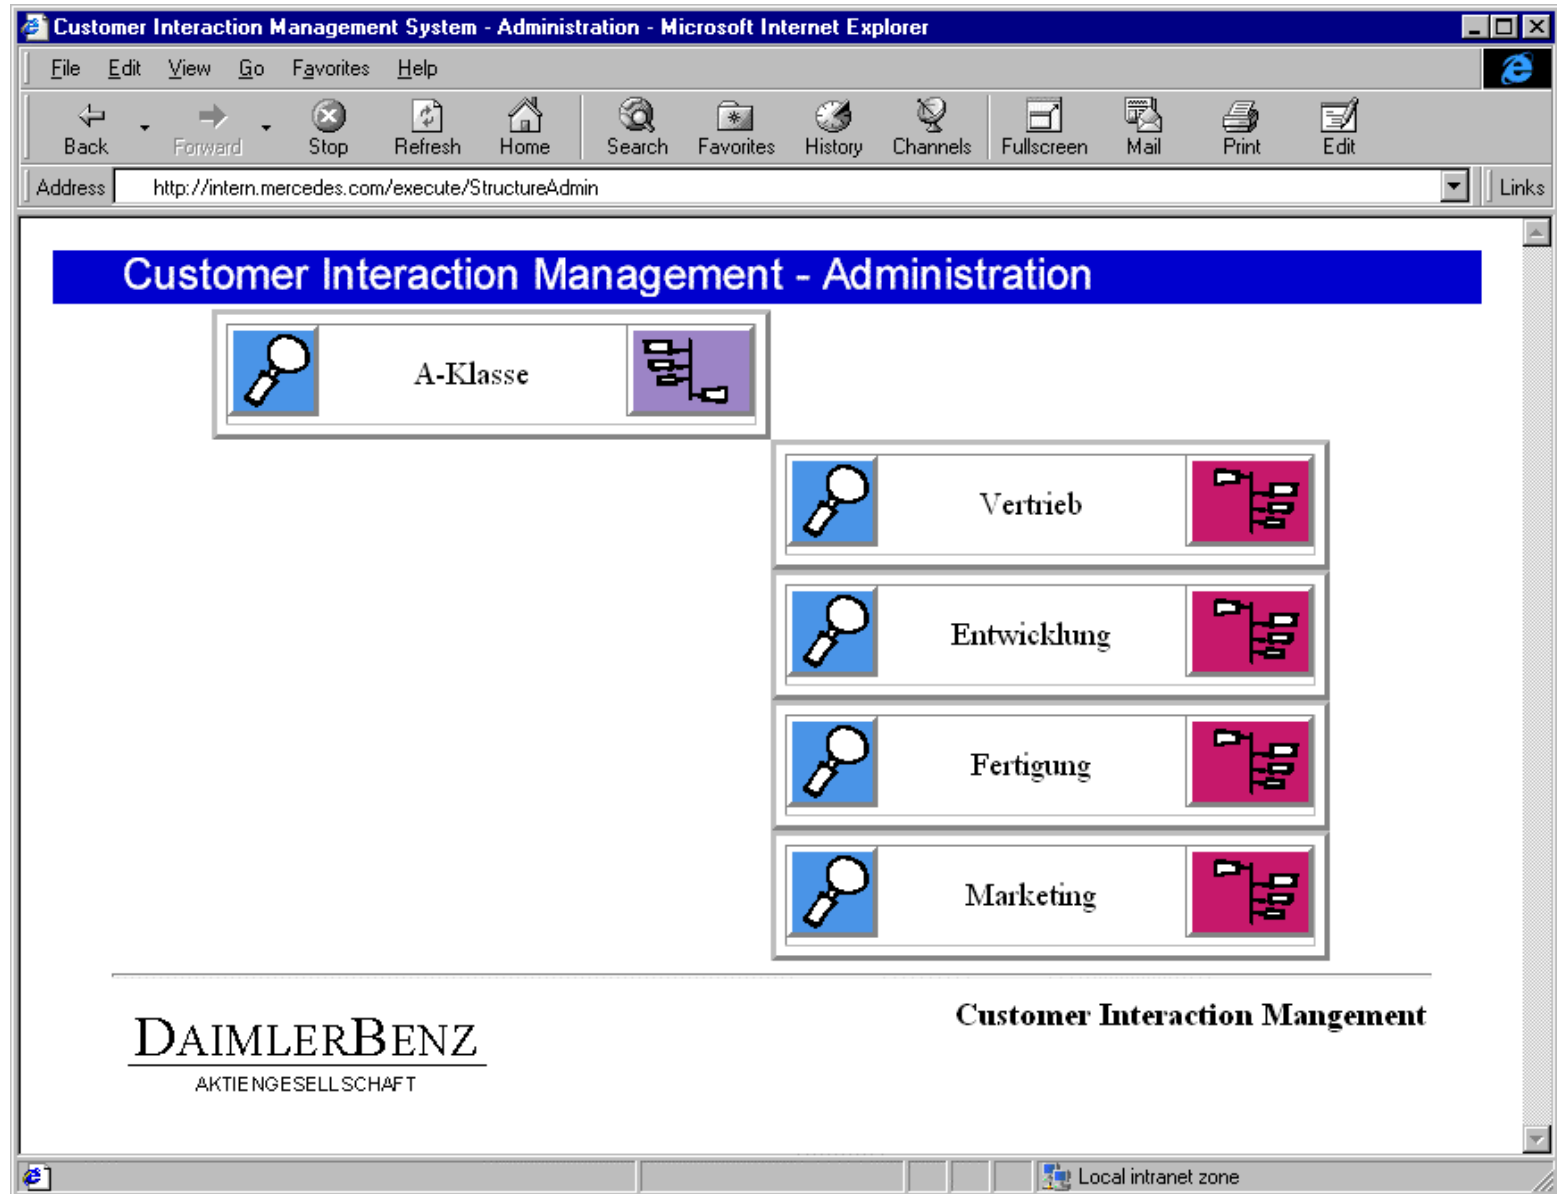 Customer Interaction Management System - Administration - Microsoft Internet Explorer
File Edit View Go Favorites Help
Back Forward Stop Refresh Home Search Favorites History Channels Fullscreen Mail Print Edit
Address http://intern.mercedes.com/execute/StructureAdmin Links
Customer Interaction Management - Administration
A-Klasse
Vertrieb
Entwicklung
Fertigung
Marketing
Customer Interaction Mangement
DAIMLERBENZ
AKTIENGESELLSCHAFT
Local intranet zone